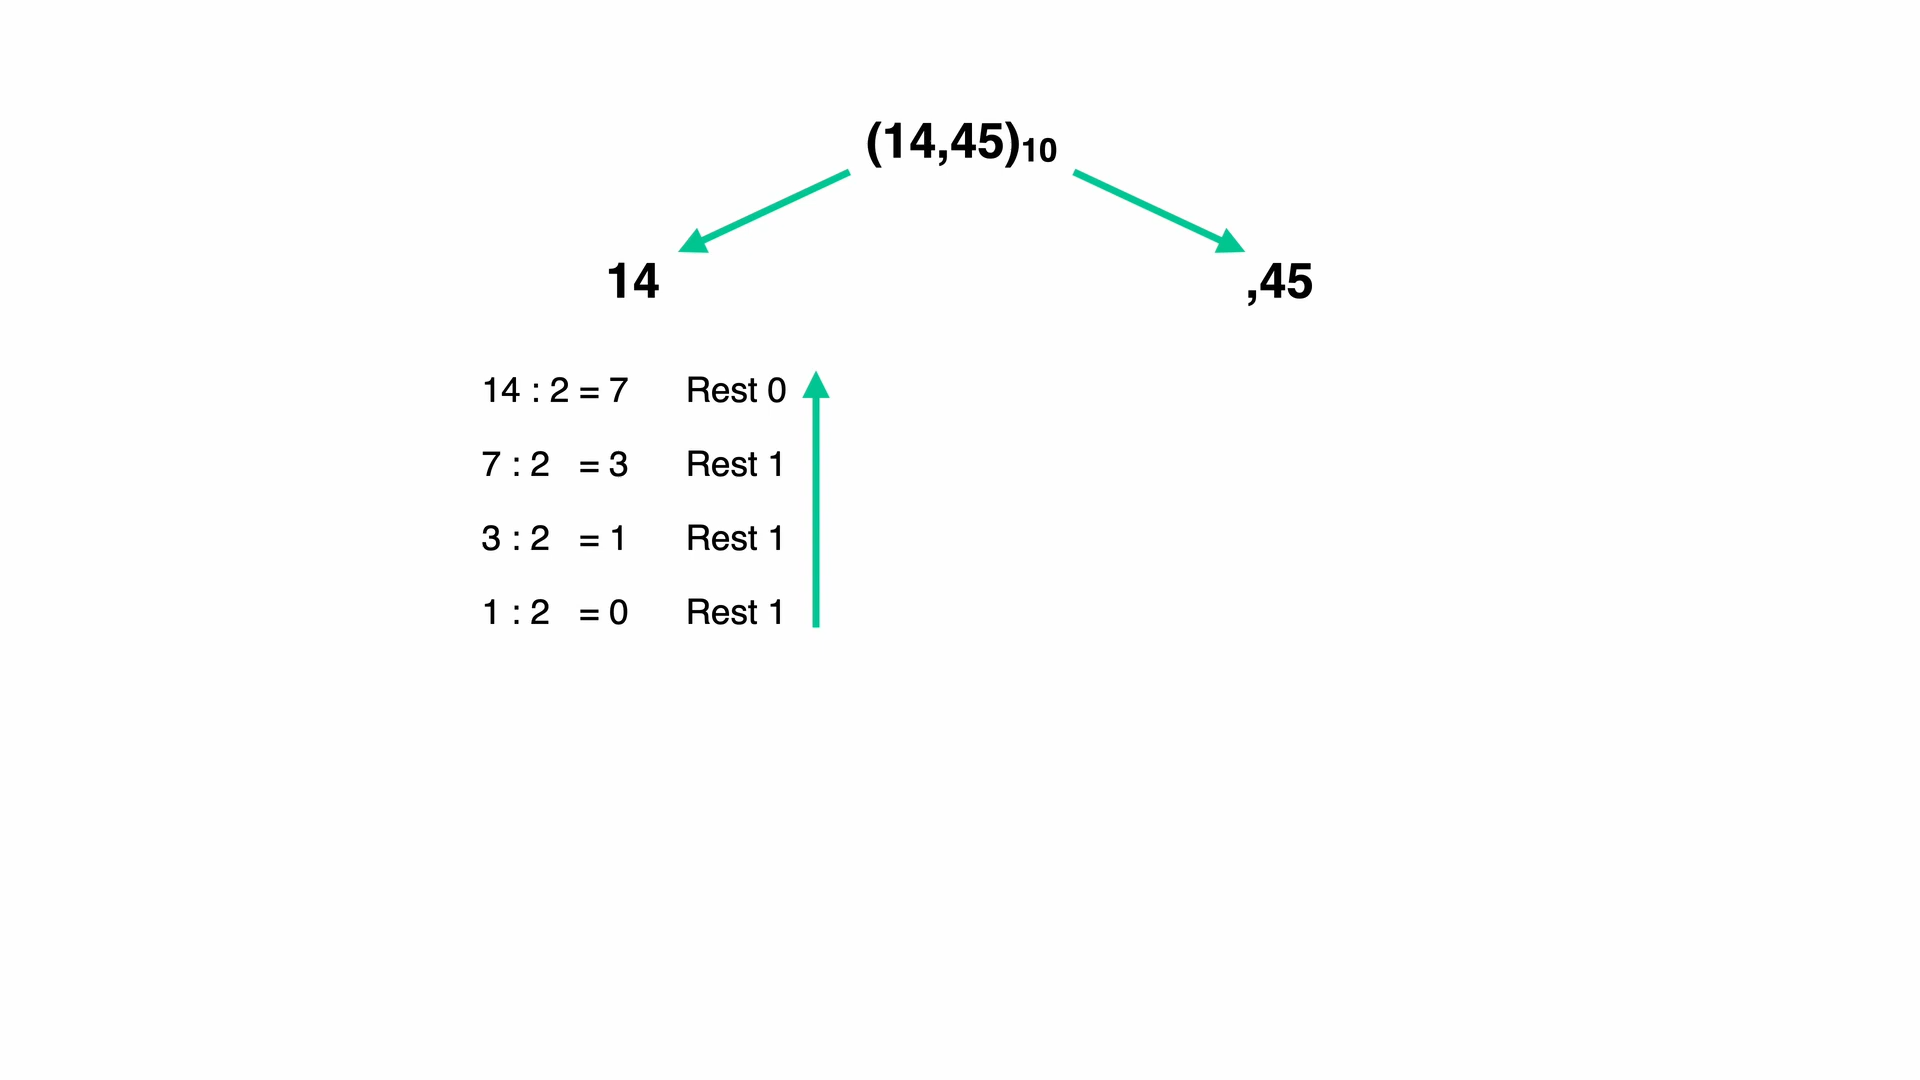 (14,45)₁₀
14
,45
14 : 2 = 7 Rest 0
7 : 2 = 3 Rest 1
3 : 2 = 1 Rest 1
1 : 2 = 0 Rest 1